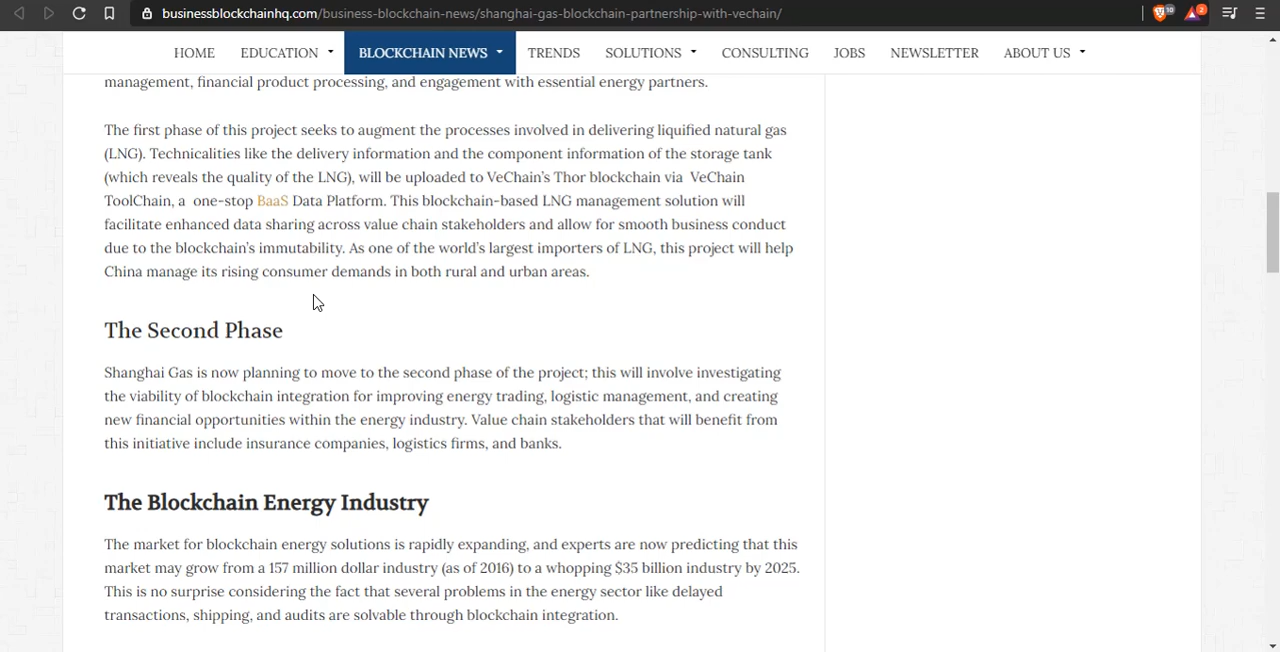 businessblockchainhq.com/business-blockchain-news/shanghai-gas-blockchain-partnership-with-vechain/
10
2
HOME EDUCATION BLOCKCHAIN NEWS TRENDS SOLUTIONS CONSULTING JOBS NEWSLETTER ABOUT US
management, financial product processing, and engagement with essential energy partners.
The first phase of this project seeks to augment the processes involved in delivering liquified natural gas
(LNG). Technicalities like the delivery information and the component information of the storage tank
(which reveals the quality of the LNG), will be uploaded to VeChain's Thor blockchain via VeChain
ToolChain, a one-stop BaaS Data Platform. This blockchain-based LNG management solution will
facilitate enhanced data sharing across value chain stakeholders and allow for smooth business conduct
due to the blockchain's immutability. As one of the world's largest importers of LNG, this project will help
China manage its rising consumer demands in both rural and urban areas.
The Second Phase
Shanghai Gas is now planning to move to the second phase of the project; this will involve investigating
the viability of blockchain integration for improving energy trading, logistic management, and creating
new financial opportunities within the energy industry. Value chain stakeholders that will benefit from
this initiative include insurance companies, logistics firms, and banks.
The Blockchain Energy Industry
The market for blockchain energy solutions is rapidly expanding, and experts are now predicting that this
market may grow from a 157 million dollar industry (as of 2016) to a whopping $35 billion industry by 2025.
This is no surprise considering the fact that several problems in the energy sector like delayed
transactions, shipping, and audits are solvable through blockchain integration.